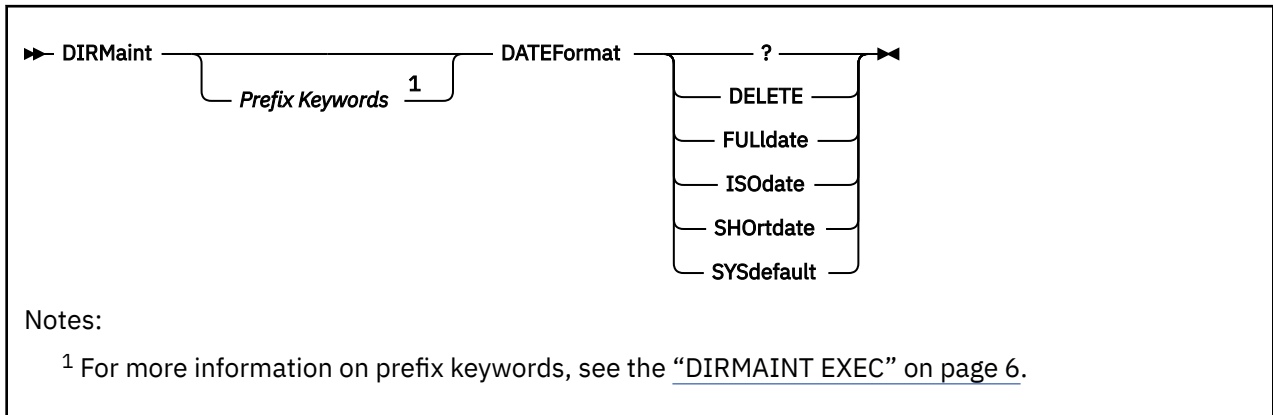 DIRMaint Prefix Keywords 1 DATEFormat ?
DELETE
FULldate
ISOdate
SHOrtdate
SYSdefault
Notes:
1 For more information on prefix keywords, see the “DIRMAINT EXEC” on page 6.